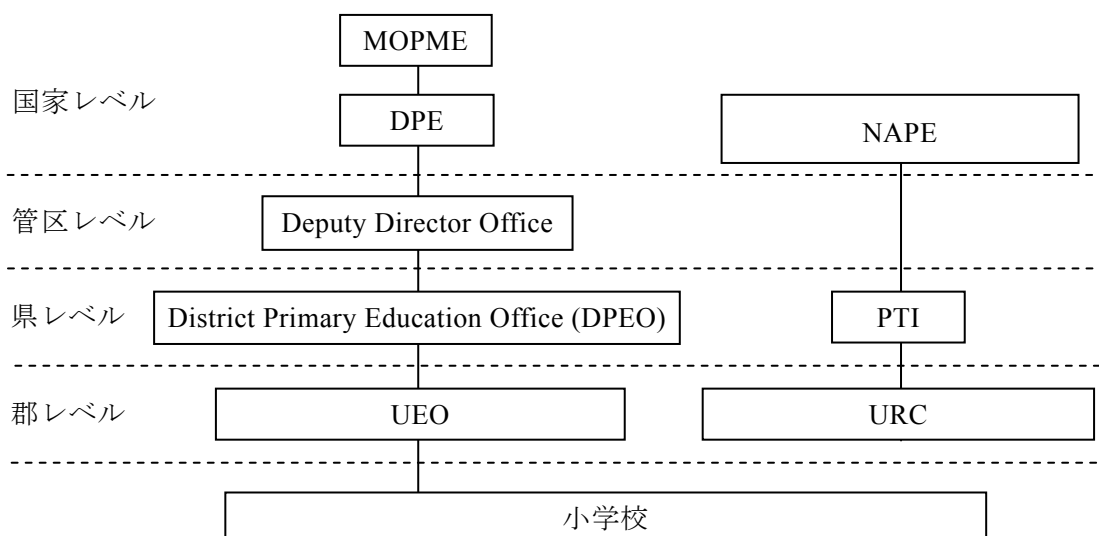 MOPME
国家レベル
DPE
NAPE
管区レベル
Deputy Director Office
県レベル
District Primary Education Office (DPEO)
PTI
郡レベル
UEO
URC
小学校